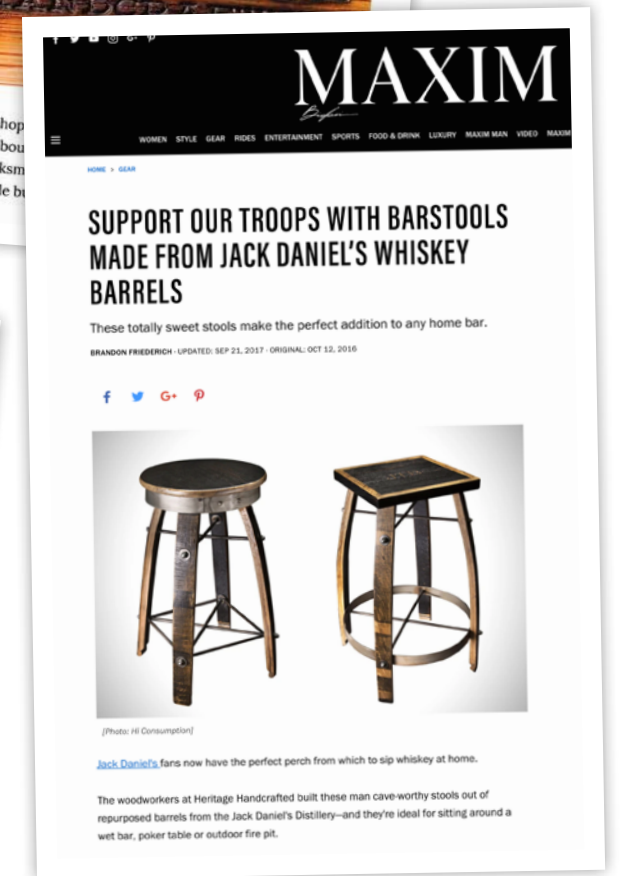 hop
bou
ksm
le bu
MAXIM
WOMEN STYLE GEAR RIDES ENTERTAINMENT SPORTS FOOD & DRINK LUXURY MAXIM MAN VIDEO MAXIM
HOME > GEAR
SUPPORT OUR TROOPS WITH BARSTOOLS
MADE FROM JACK DANIEL'S WHISKEY
BARRELS
These totally sweet stools make the perfect addition to any home bar.
BRANDON FRIEDERICH · UPDATED: SEP 21, 2017 · ORIGINAL: OCT 12, 2016
f G+
[Photo: Hi Consumption]
Jack Daniel's fans now have the perfect perch from which to sip whiskey at home.
The woodworkers at Heritage Handcrafted built these man cave-worthy stools out of
repurposed barrels from the Jack Daniel's Distillery—and they're ideal for sitting around a
wet bar, poker table or outdoor fire pit.